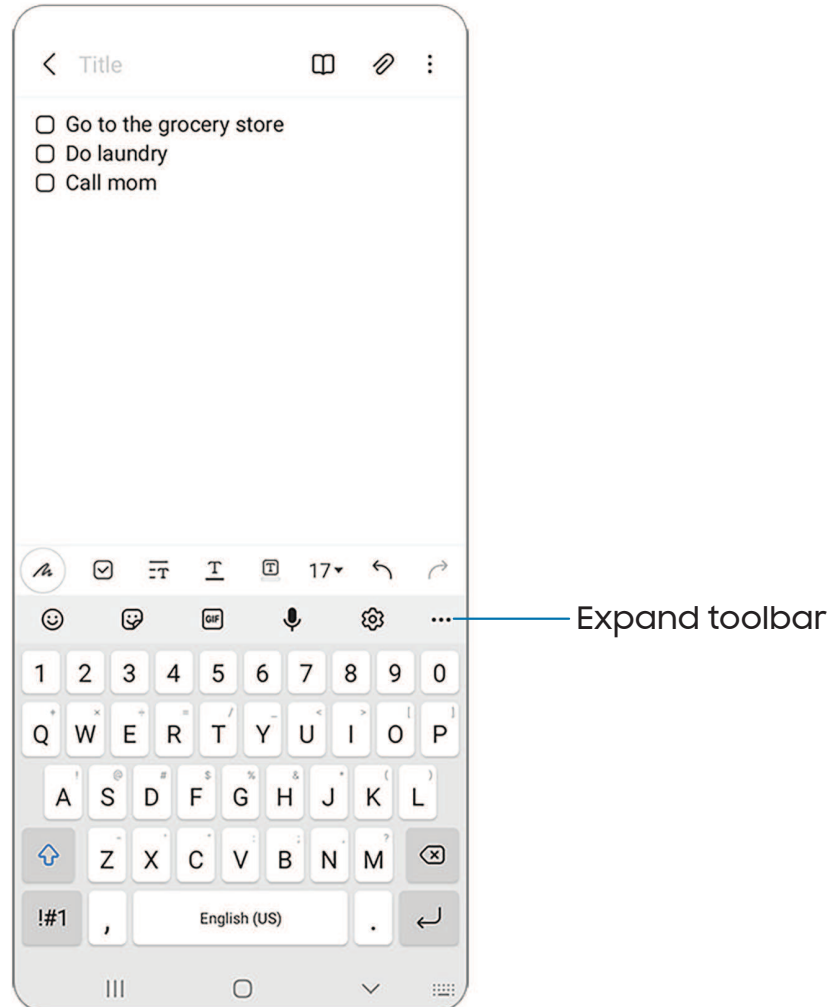 Title
Go to the grocery store
Do laundry
Call mom
T T T 17
GIF
Expand toolbar
1 2 3 4 5 6 7 8 9 0
+ × ÷ = / _ < > [ ]
Q W E R T Y U I O P
! @ # $ % & * ( )
A S D F G H J K L
- ' " : ; , ?
Z X C V B N M
!#1 , English (US) .